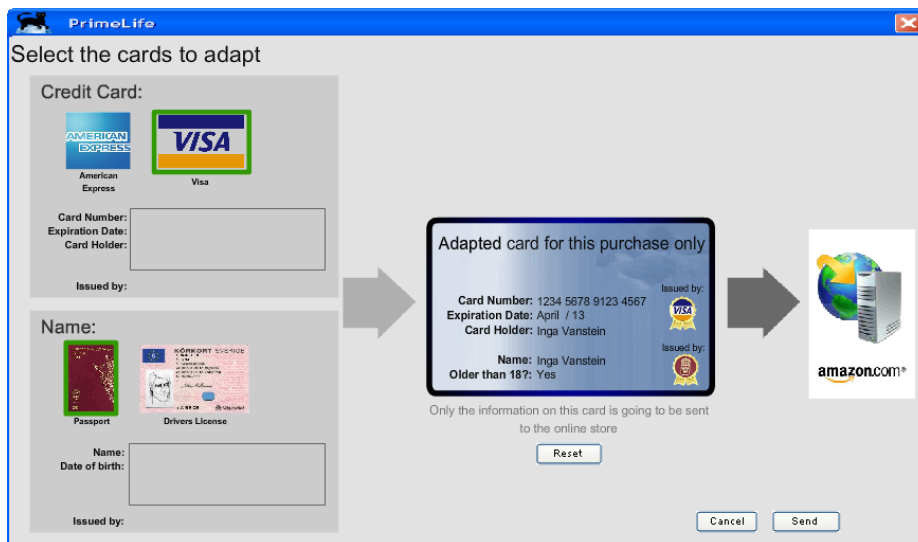 PrimeLife
Select the cards to adapt
Credit Card:
AMERICAN
EXPRESS
VISA
American
Express
Visa
Card Number:
Expiration Date:
Card Holder:
Issued by:
Name:
KÖRKORT SVERIGE
Passport
Drivers License
Name:
Date of birth:
Issued by:
Adapted card for this purchase only
Issued by:
Card Number: 1234 5678 9123 4567
VISA
Expiration Date: April / 13
Card Holder: Inga Vanstein
Issued by:
Name: Inga Vanstein
Older than 18?: Yes
Only the information on this card is going to be sent
to the online store
Reset
amazon.com®
Cancel
Send